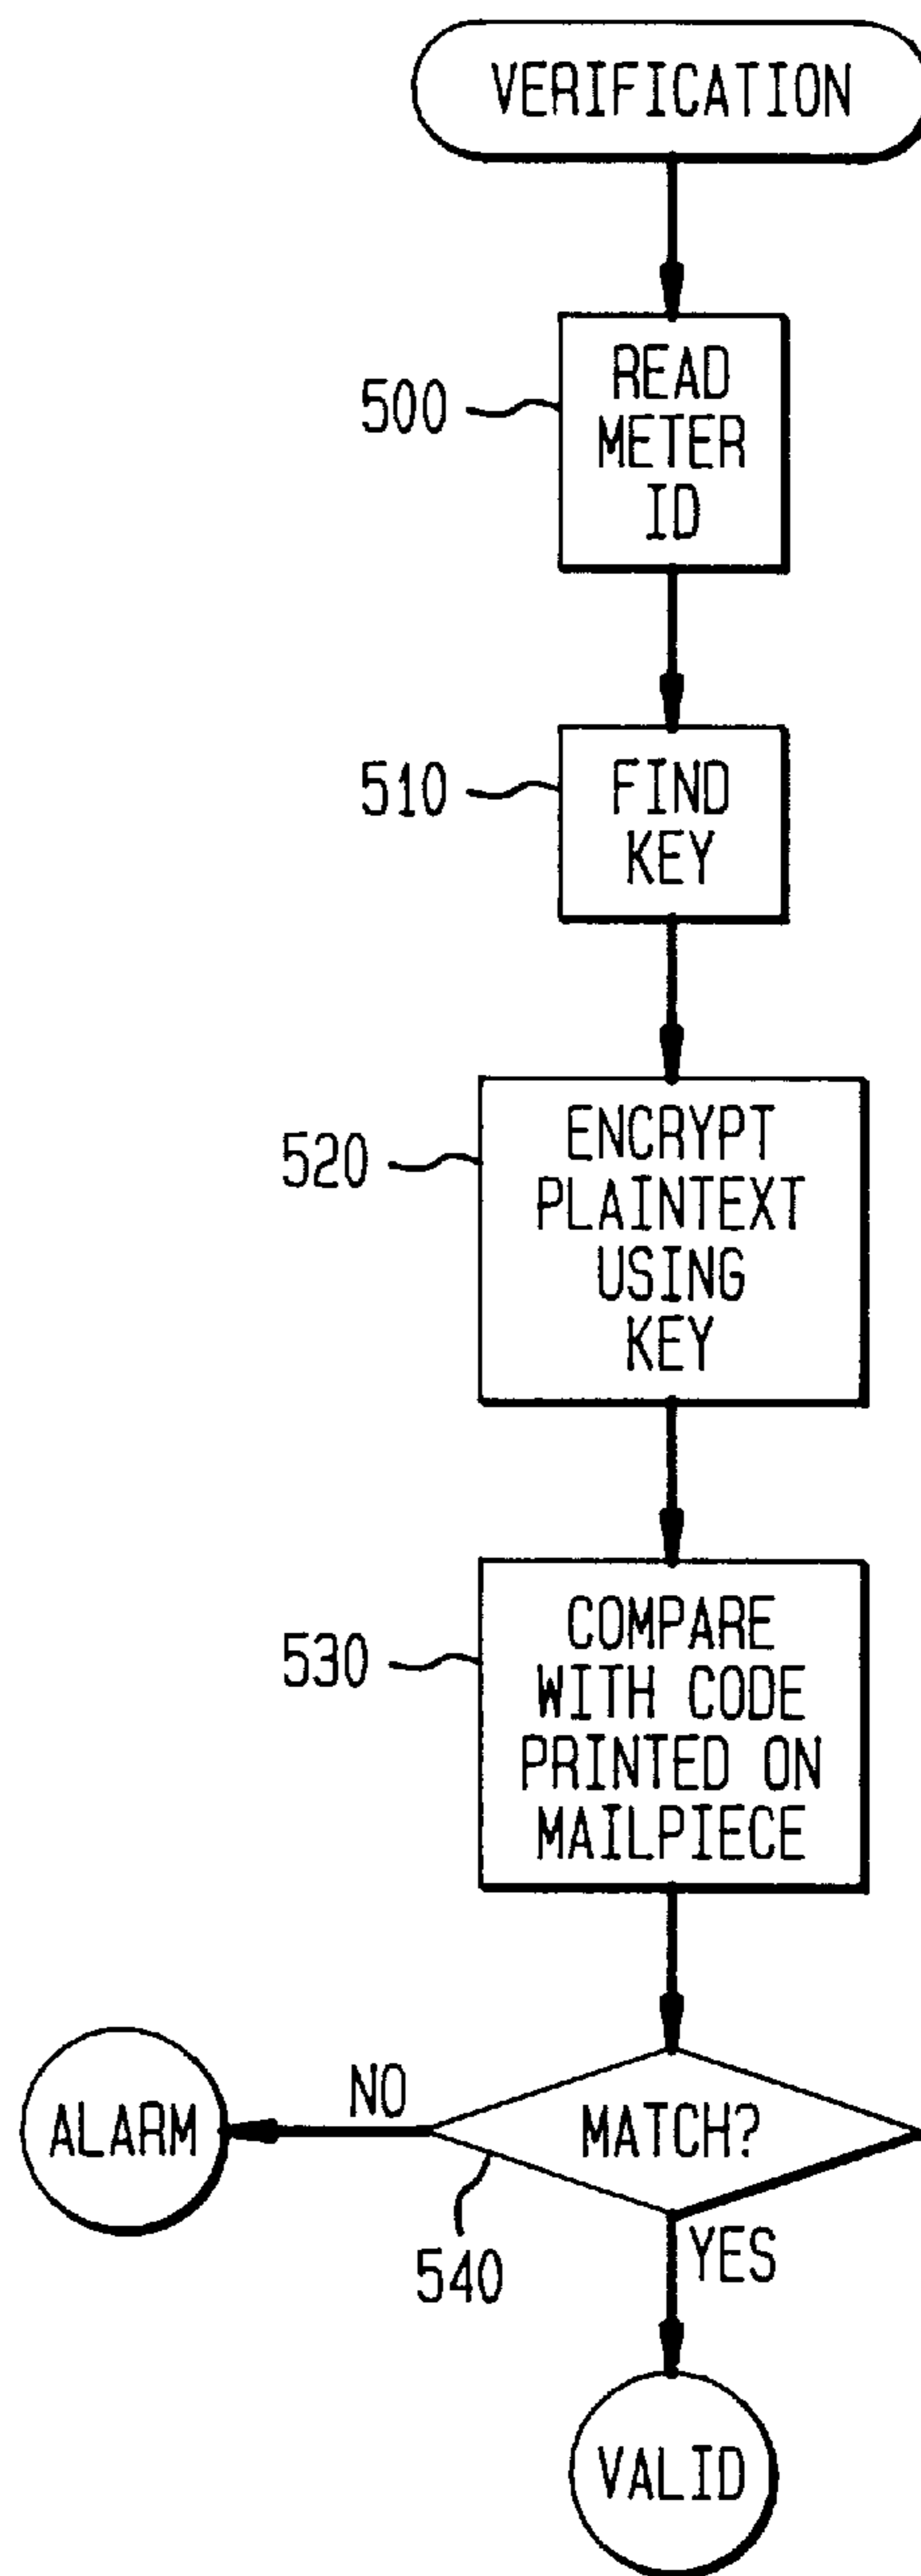 VERIFICATION
500
READ
METER
ID
510
FIND
KEY
520
ENCRYPT
PLAINTEXT
USING
KEY
530
COMPARE
WITH CODE
PRINTED ON
MAILPIECE
ALARM
NO
MATCH?
540
YES
VALID